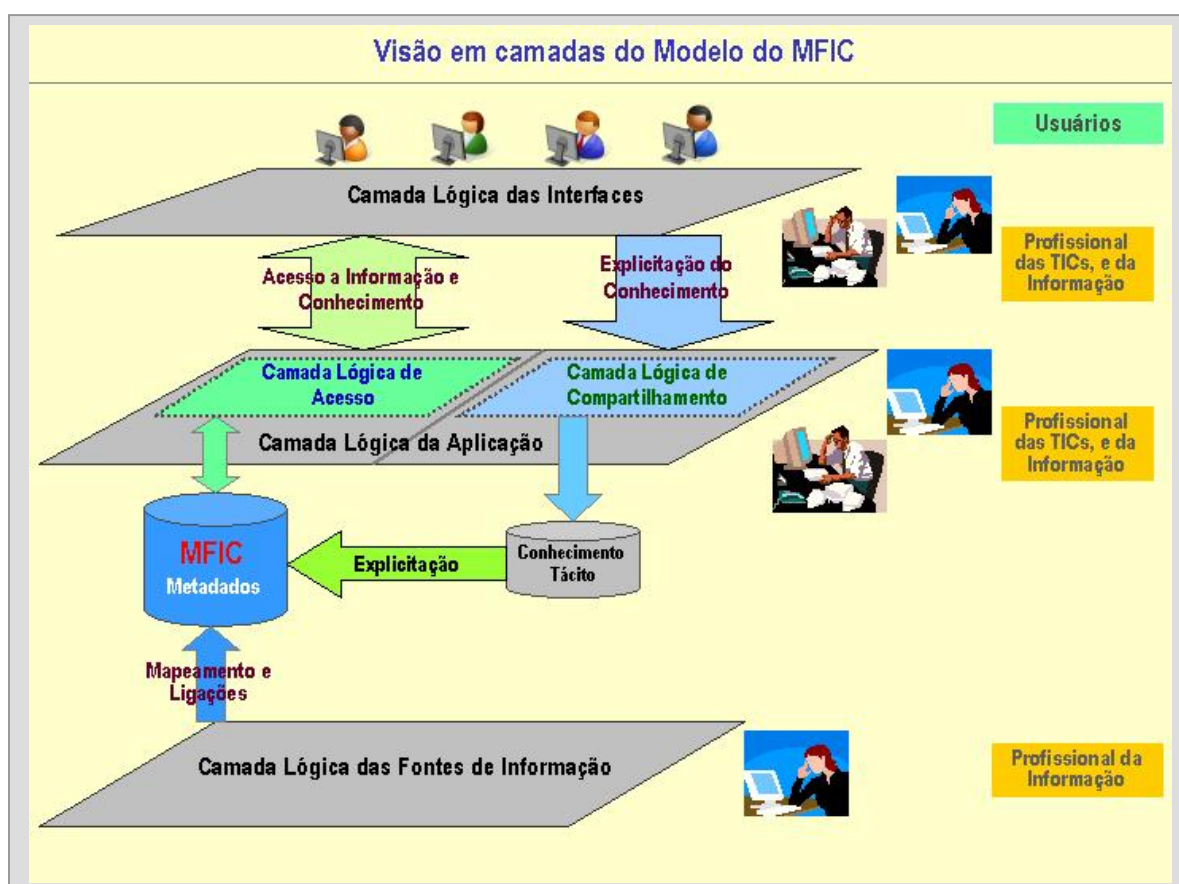 Visão em camadas do Modelo do MFIC
Usuários
Camada Lógica das Interfaces
Profissional
das TICs, e da
Informação
Acesso a Informação e
Conhecimento
Explicitação do
Conhecimento
Camada Lógica de
Acesso
Camada Lógica de
Compartilhamento
Camada Lógica da Aplicação
Profissional
das TICs, e da
Informação
MFIC
Metadados
Explicitação
Conhecimento
Tácito
Mapeamento e
Ligações
Camada Lógica das Fontes de Informação
Profissional da
Informação